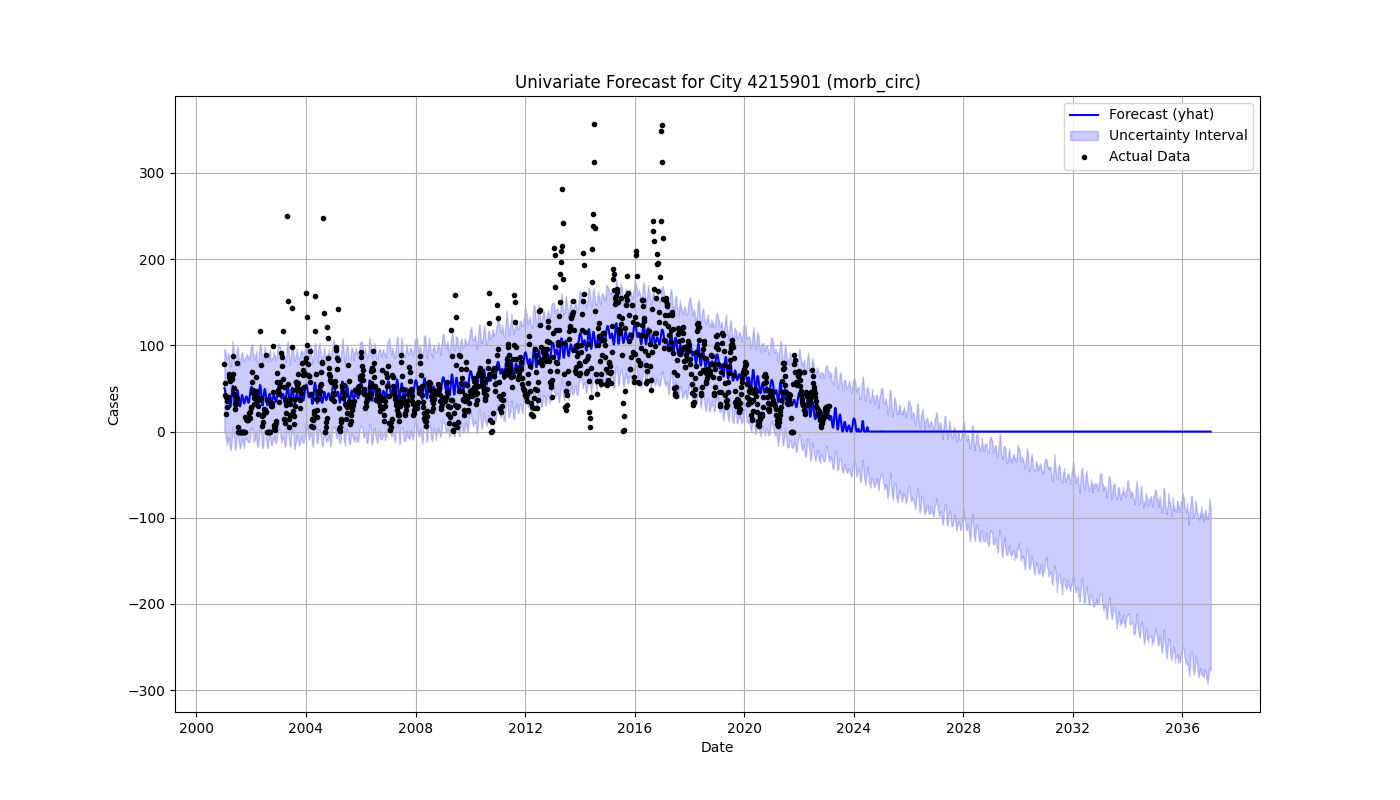 Univariate Forecast for City 4215901 (morb_circ)
Forecast (yhat)
Uncertainty Interval
Actual Data
Cases
300
200
100
0
−100
−200
−300
2000 2004 2008 2012 2016 2020 2024 2028 2032 2036
Date